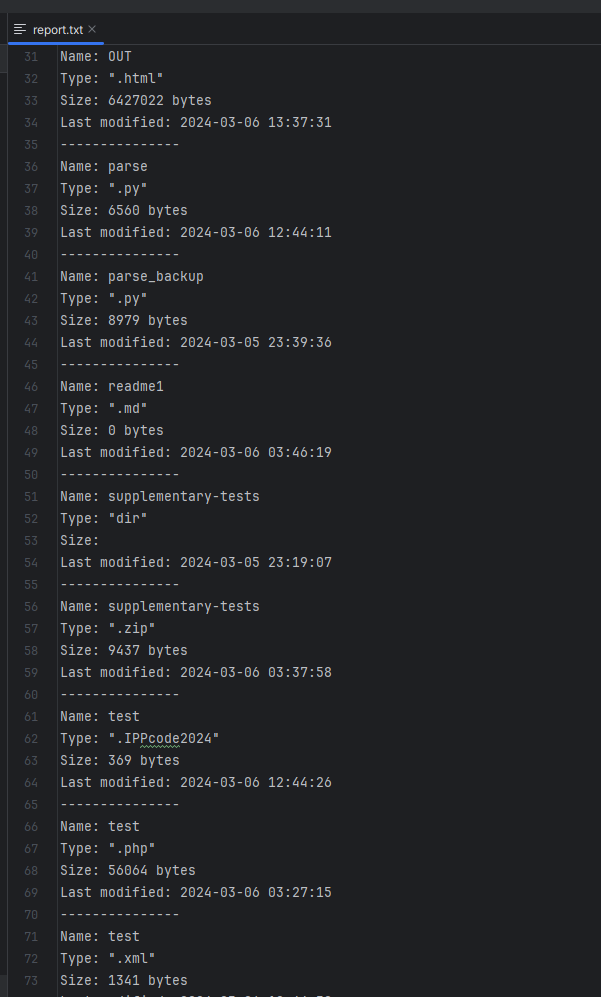 report.txt
31 Name: OUT
32 Type: ".html"
33 Size: 6427022 bytes
34 Last modified: 2024-03-06 13:37:31
35 ---------------
36 Name: parse
37 Type: ".py"
38 Size: 6560 bytes
39 Last modified: 2024-03-06 12:44:11
40 ---------------
41 Name: parse_backup
42 Type: ".py"
43 Size: 8979 bytes
44 Last modified: 2024-03-05 23:39:36
45 ---------------
46 Name: readme1
47 Type: ".md"
48 Size: 0 bytes
49 Last modified: 2024-03-06 03:46:19
50 ---------------
51 Name: supplementary-tests
52 Type: "dir"
53 Size:
54 Last modified: 2024-03-05 23:19:07
55 ---------------
56 Name: supplementary-tests
57 Type: ".zip"
58 Size: 9437 bytes
59 Last modified: 2024-03-06 03:37:58
60 ---------------
61 Name: test
62 Type: ".IPPcode2024"
63 Size: 369 bytes
64 Last modified: 2024-03-06 12:44:26
65 ---------------
66 Name: test
67 Type: ".php"
68 Size: 56064 bytes
69 Last modified: 2024-03-06 03:27:15
70 ---------------
71 Name: test
72 Type: ".xml"
73 Size: 1341 bytes